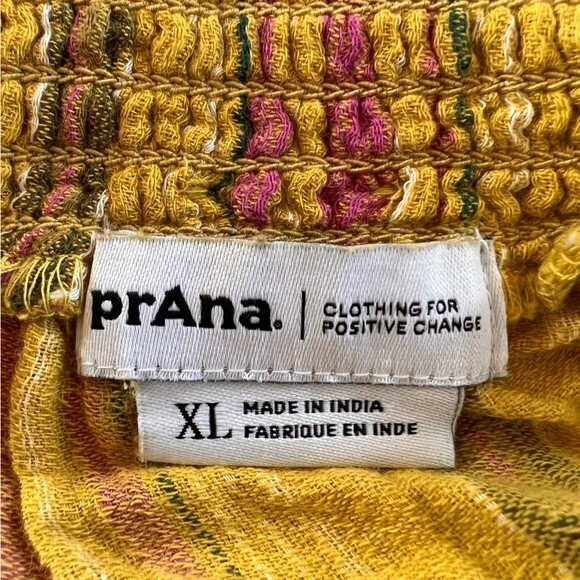 prAna. | CLOTHING FOR
POSITIVE CHANGE
XL MADE IN INDIA
FABRIQUE EN INDE